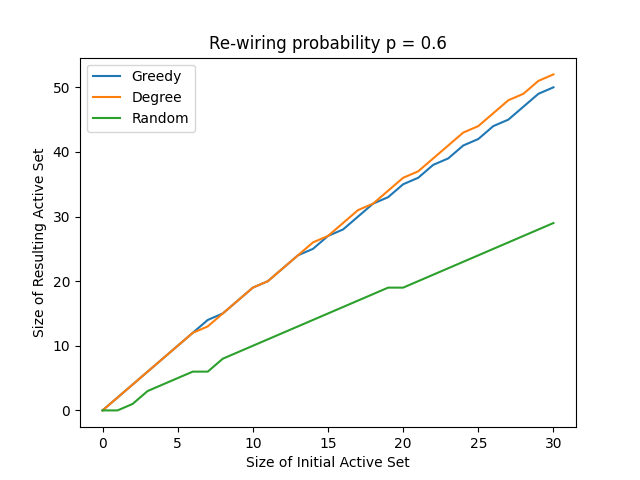 Re-wiring probability p = 0.6
Greedy
Degree
Random
Size of Resulting Active Set
50
40
30
20
10
0
0 5 10 15 20 25 30
Size of Initial Active Set